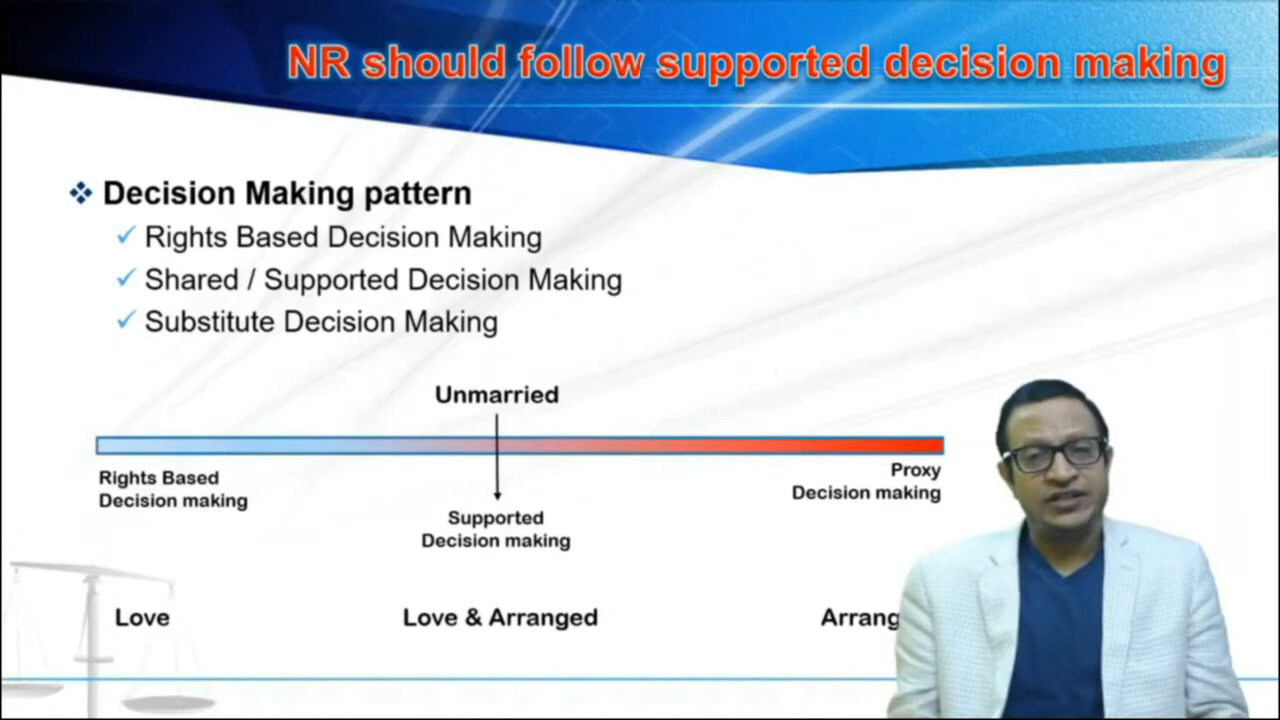 NR should follow supported decision making
Decision Making pattern
Rights Based Decision Making
Shared / Supported Decision Making
Substitute Decision Making
Unmarried
Rights Based
Decision making
Proxy
Decision making
Supported
Decision making
Love
Love & Arranged
Arrang